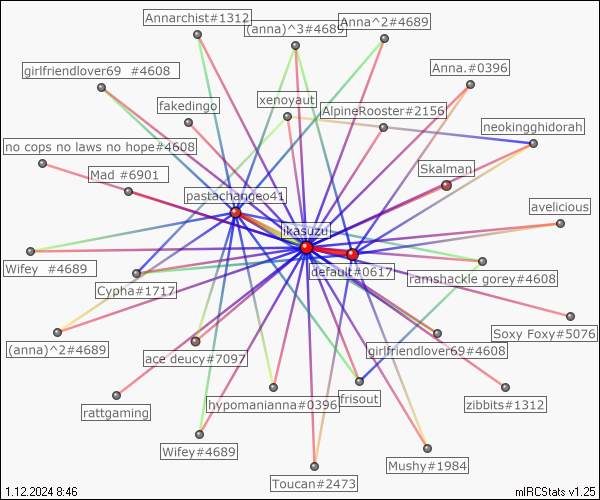 Annarchist#1312
(anna)^3#4689
Anna^2#4689
girlfriendlover69 #4608
Anna.#0396
fakedingo
xenoyaut
AlpineRooster#2156
neokingghidorah
no cops no laws no hope#4608
Mad #6901
Skalman
pastachangeo41
avelicious
ikasuzu
Wifey #4689
default#0617
Cypha#1717
ramshackle gorey#4608
Soxy Foxy#5076
(anna)^2#4689
ace deucy#7097
girlfriendlover69#4608
rattgaming
hypomanianna#0396
frisout
zibbits#1312
Wifey#4689
Mushy#1984
Toucan#2473
1.12.2024 8:46
mIRCStats v1.25